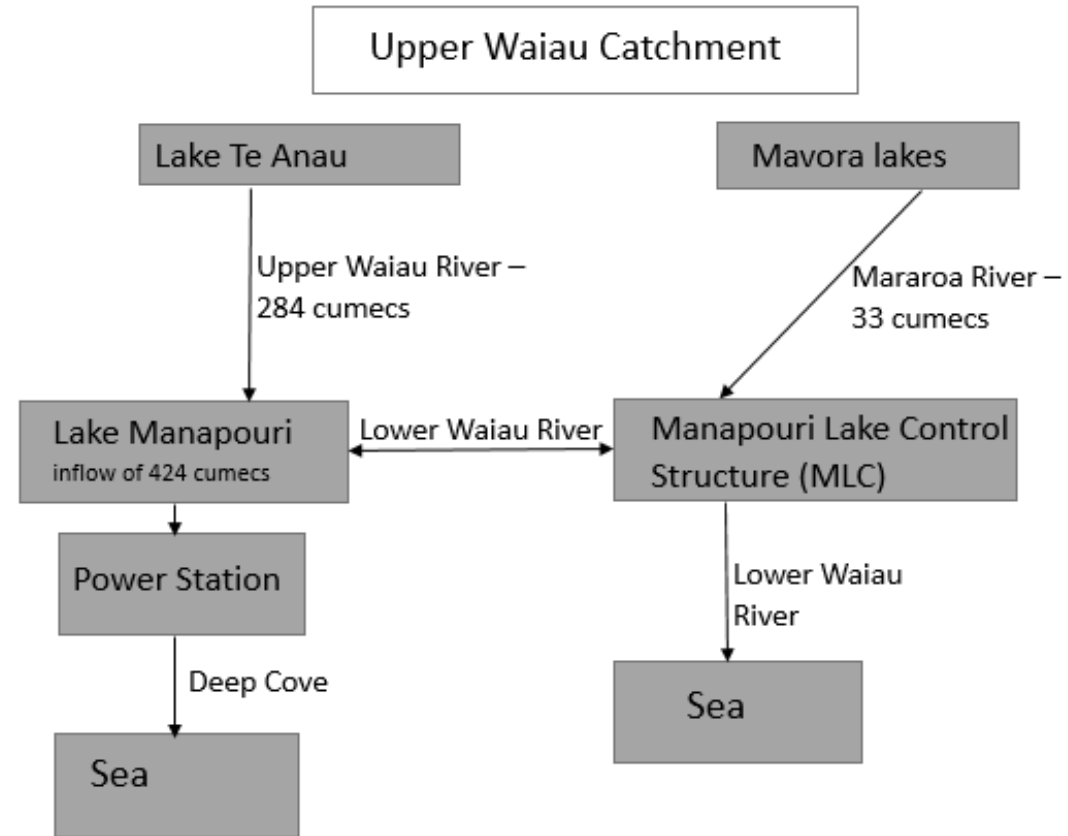 Upper Waiau Catchment
Lake Te Anau
Mavora lakes
Upper Waiau River –
284 cumecs
Mararoa River –
33 cumecs
Lake Manapouri
inflow of 424 cumecs
Lower Waiau River
Manapouri Lake Control
Structure (MLC)
Power Station
Lower Waiau
River
Deep Cove
Sea
Sea